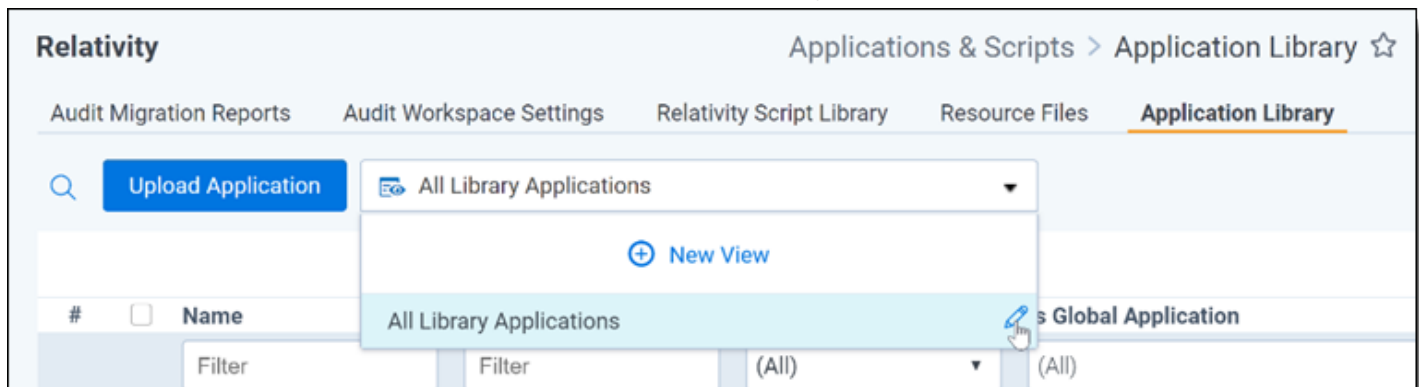 Relativity
Applications & Scripts > Application Library
Audit Migration Reports Audit Workspace Settings Relativity Script Library Resource Files Application Library
Upload Application All Library Applications
New View
# Name s Global Application
All Library Applications
Filter Filter (All) (All)